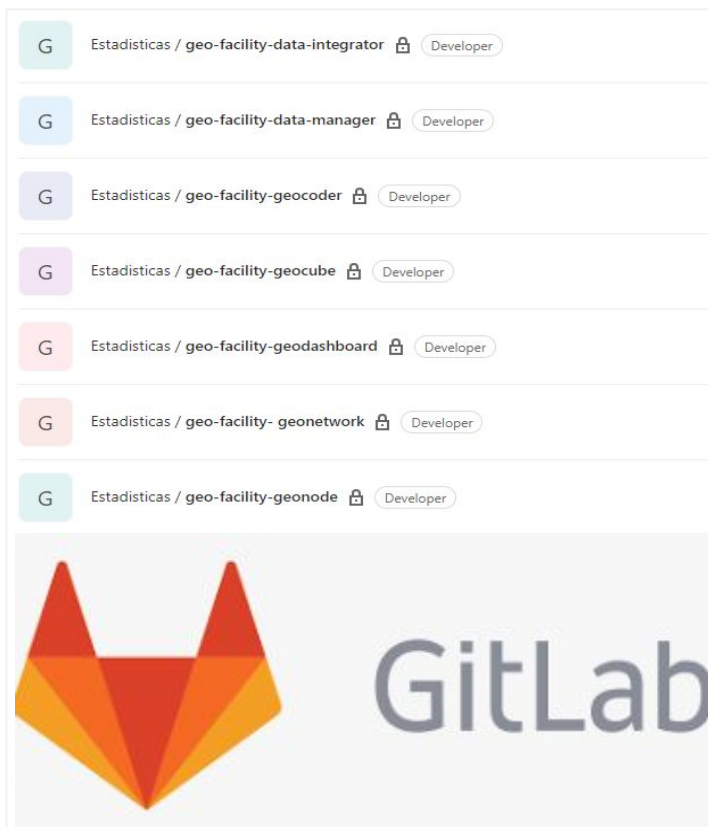 G Estadisticas / geo-facility-data-integrator Developer
G Estadisticas / geo-facility-data-manager Developer
G Estadisticas / geo-facility-geocoder Developer
G Estadisticas / geo-facility-geocube Developer
G Estadisticas / geo-facility-geodashboard Developer
G Estadisticas / geo-facility- geonetwork Developer
G Estadisticas / geo-facility-geonode Developer
GitLab